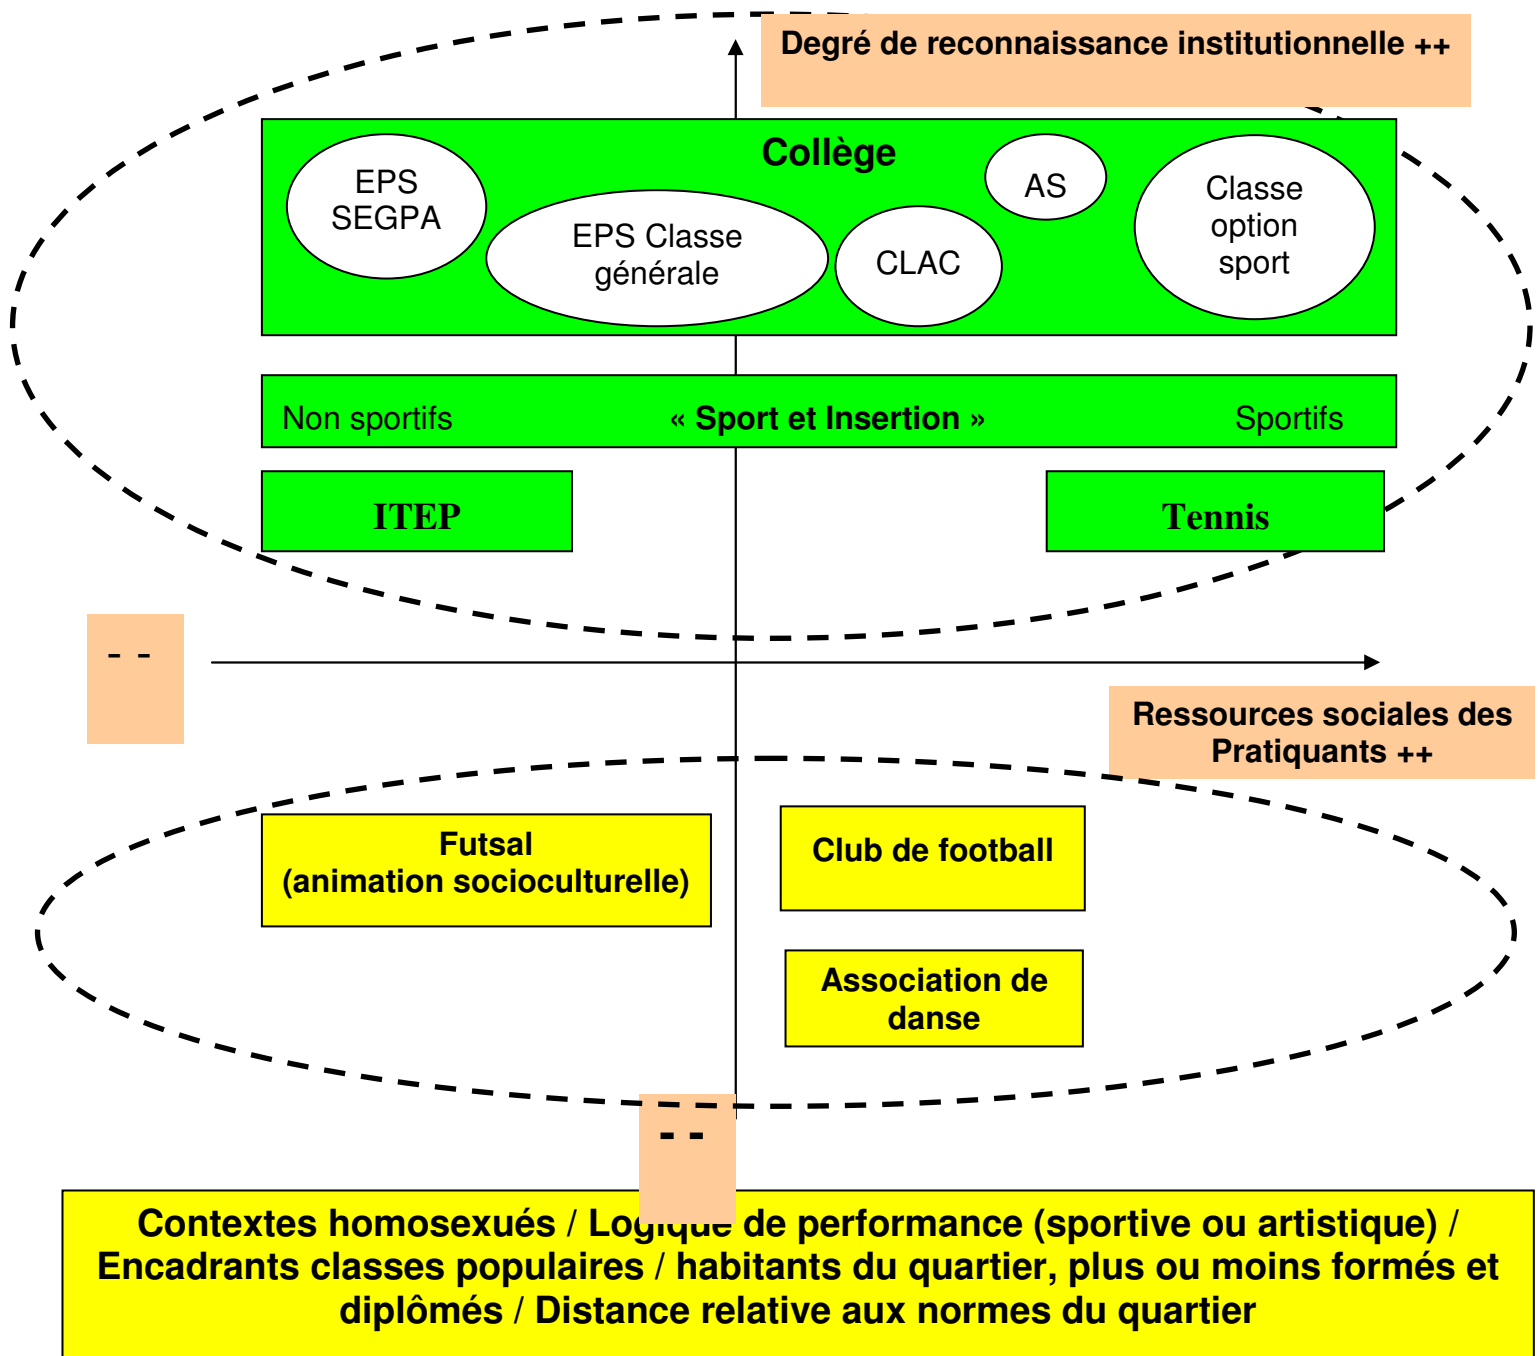 Degré de reconnaissance institutionnelle ++
Collège
EPS
SEGPA
EPS Classe
générale
CLAC
AS
Classe
option
sport
Non sportifs
« Sport et Insertion »
Sportifs
ITEP
Tennis
- -
Ressources sociales des
Pratiquants ++
Futsal
(animation socioculturelle)
Club de football
Association de
danse
- -
Contextes homosexués / Logique de performance (sportive ou artistique) /
Encadrants classes populaires / habitants du quartier, plus ou moins formés et
diplômés / Distance relative aux normes du quartier